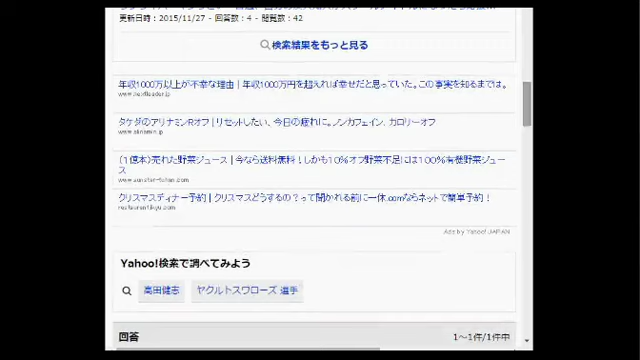 更新日時：2015/11/27 - 回答数：4 - 閲覧数：42
検索結果をもっと見る
年収1000万以上が不幸な理由｜年収1000万円を超えれば幸せだと思っていた。この事実を知るまでは。
タケダのアリナミンRオフ｜リセットしたい、今日の疲れに。ノンカフェイン、カロリーオフ
www.alinamin.jp
（1億本）売れた野菜ジュース｜今なら送料無料！しかも10％オフ野菜不足には100％有機野菜ジュー
ス
www.sunstar-tuhan.com
クリスマスディナー予約｜クリスマスどうするの？って聞かれる前に一休.comならネットで簡単予約！
restaurant.ikyu.com
Ads by Yahoo! JAPAN
Yahoo!検索で調べてみよう
高田健志 ヤクルトスワローズ 選手
回答 1～1件/1件中